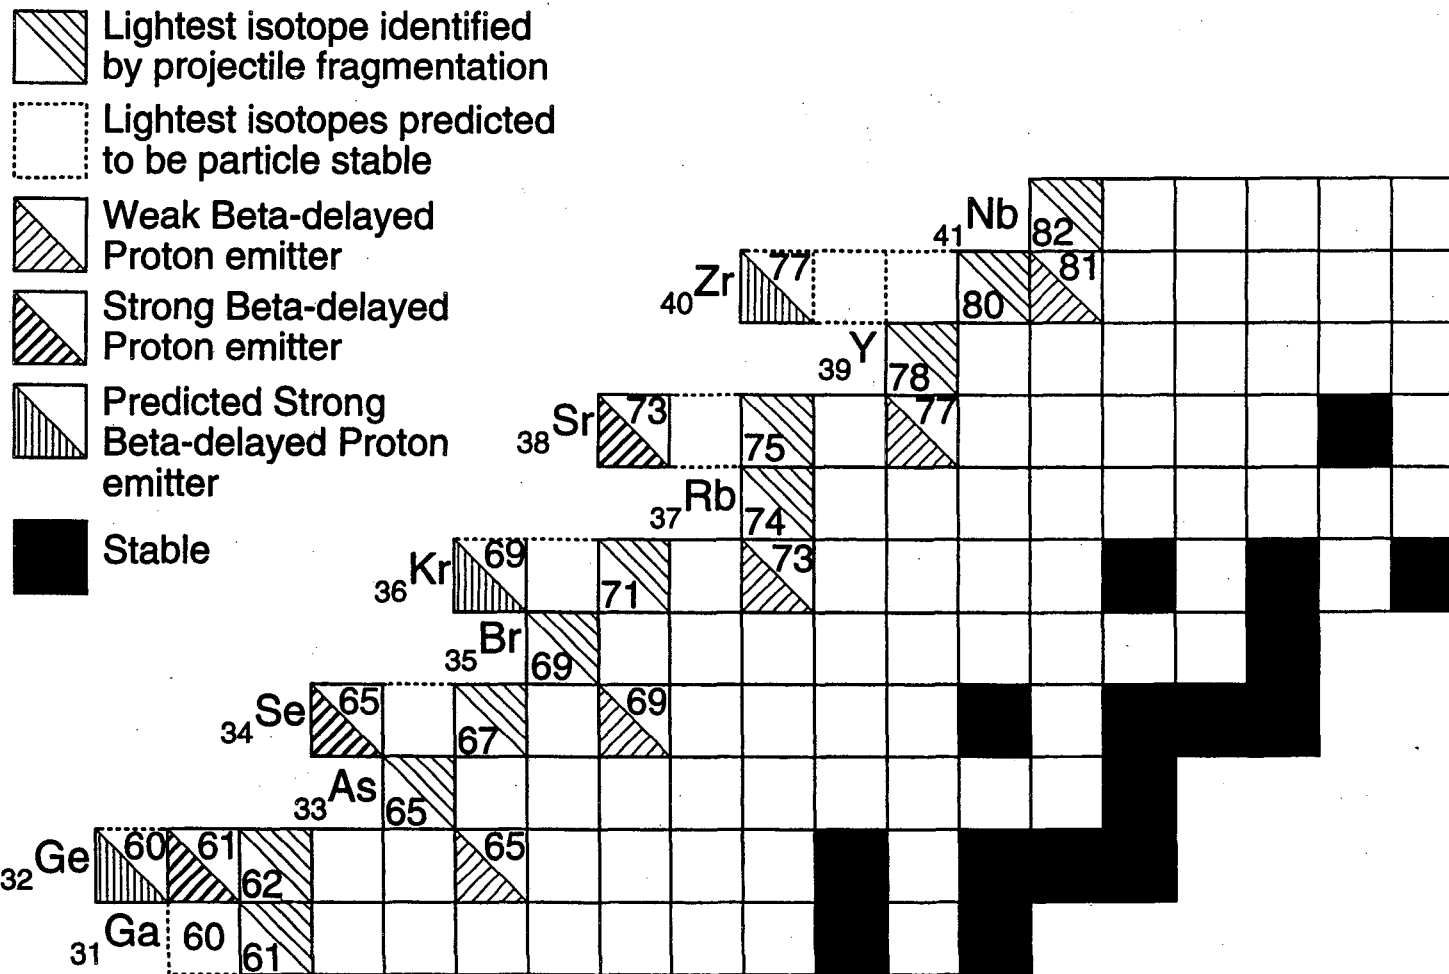 Lightest isotope identified
by projectile fragmentation
Lightest isotopes predicted
to be particle stable
Weak Beta-delayed
Proton emitter
Strong Beta-delayed
Proton emitter
Predicted Strong
Beta-delayed Proton
emitter
Stable
41Nb 82
40Zr 77 80 81
39Y 78
38Sr 73 75 77
37Rb 74
36Kr 69 71 73
35Br 69
34Se 65 67 69
33As 65
32Ge 60 61 62 65
31Ga 60 61